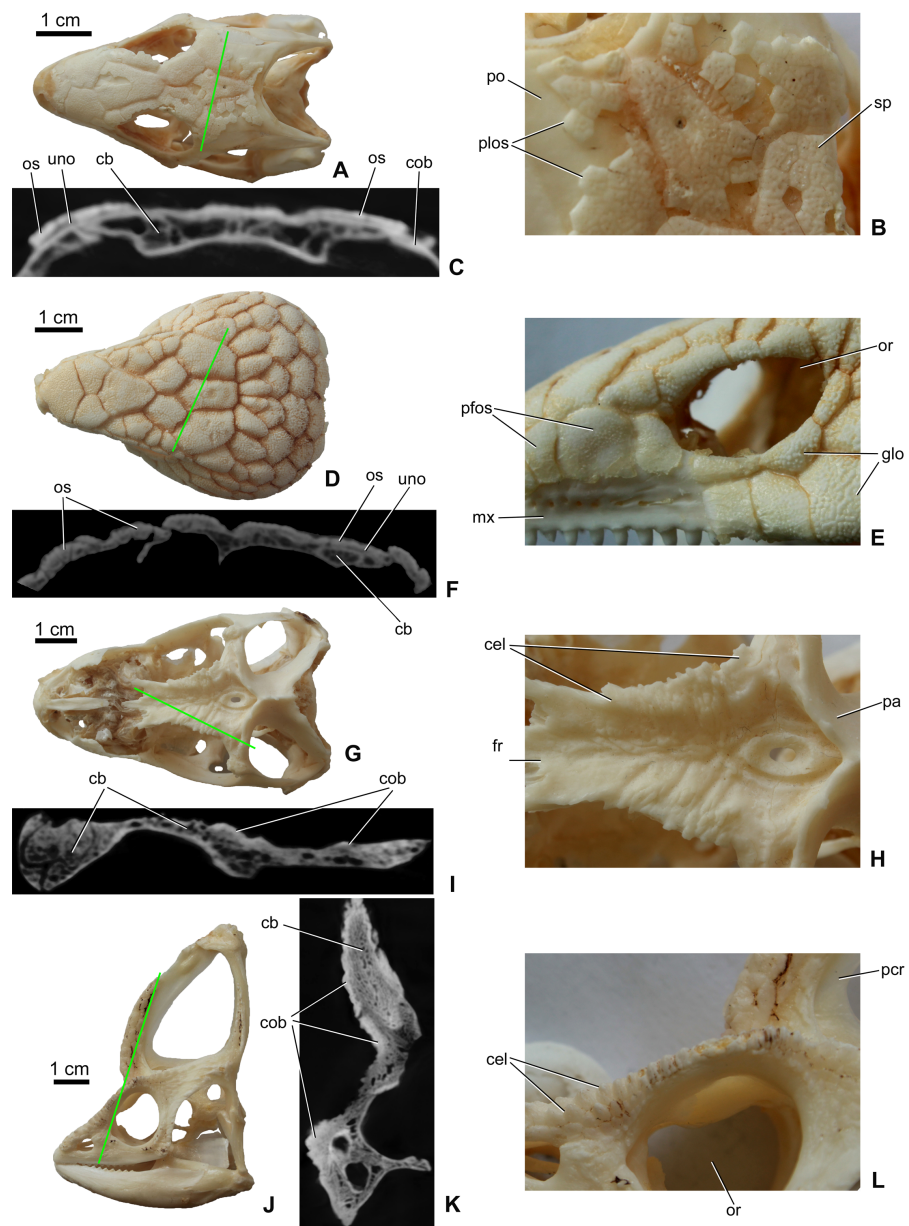 1 cm
A
os
uno
cb
os
cob
C
po
plos
sp
B
1 cm
D
os
os
uno
F
cb
or
pfos
glo
mx
E
1 cm
G
cb
cob
I
cel
pa
fr
H
cb
cob
1 cm
J
K
pcr
cel
L
or